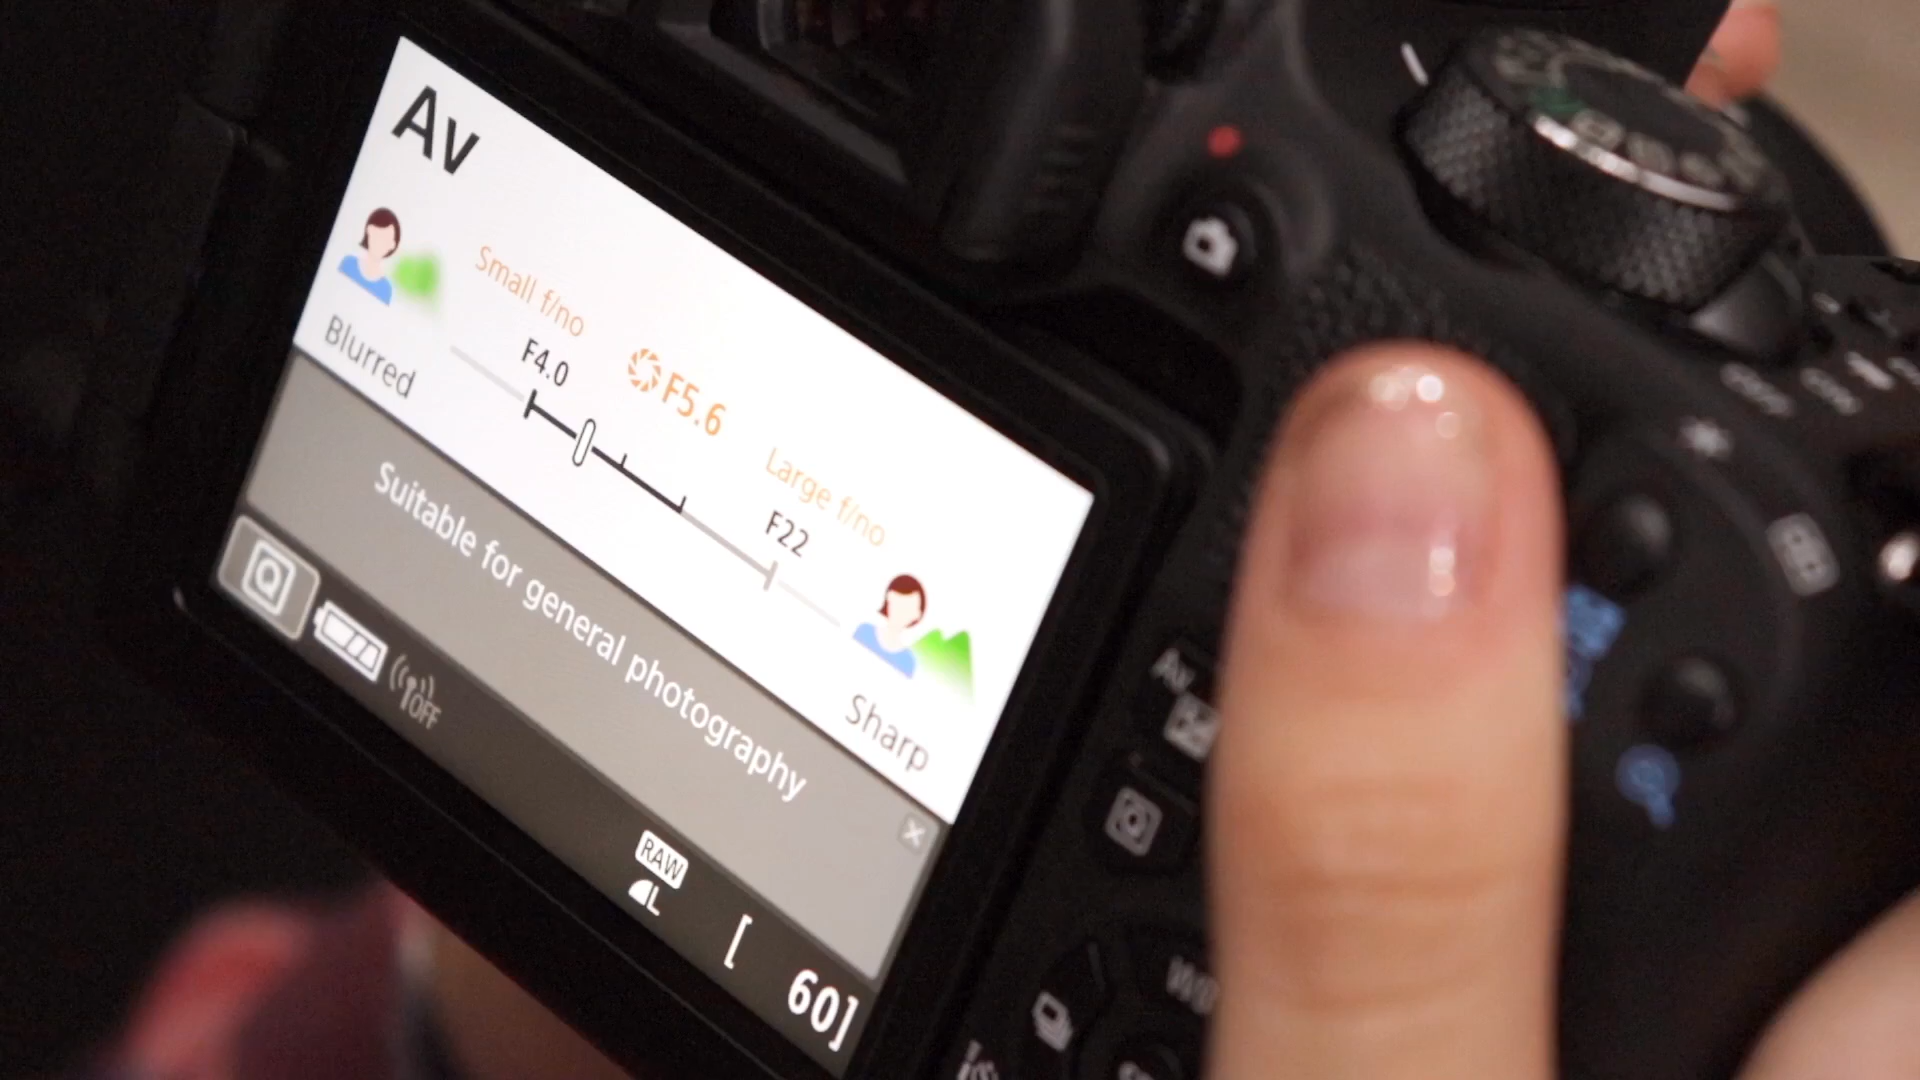 Av
Small f/no
F4.0
F5.6
Large f/no
F22
Blurred
Sharp
Suitable for general photography
Q
OFF
RAW
L
[ 60]
Av
Q